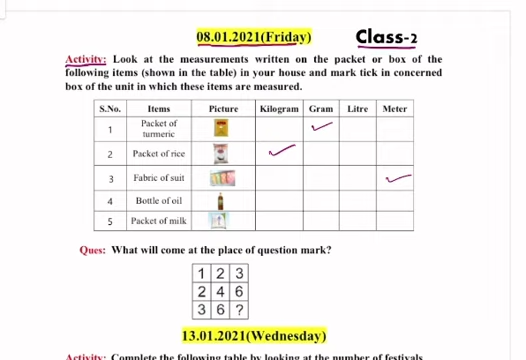 08.01.2021(Friday)
Class-2
Activity: Look at the measurements written on the packet or box of the
following items (shown in the table) in your house and mark tick in concerned
box of the unit in which these items are measured.
S.No. Items Picture Kilogram Gram Litre Meter
1 Packet of
turmeric
2 Packet of rice
3 Fabric of suit
4 Bottle of oil
5 Packet of milk
Ques: What will come at the place of question mark?
1 2 3
2 4 6
3 6 ?
13.01.2021(Wednesday)
Activity: Complete the following table by looking at the number of festivals